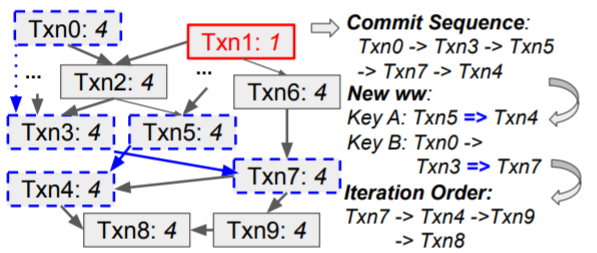 Txn0: 4
Txn1: 1
...
Txn2: 4
...
Txn6: 4
Txn3: 4
Txn5: 4
Txn4: 4
Txn7: 4
Txn8: 4
Txn9: 4
Commit Sequence:
Txn0 -> Txn3 -> Txn5
-> Txn7 -> Txn4
New ww:
Key A: Txn5 => Txn4
Key B: Txn0 ->
Txn3 => Txn7
Iteration Order:
Txn7 -> Txn4 ->Txn9
-> Txn8